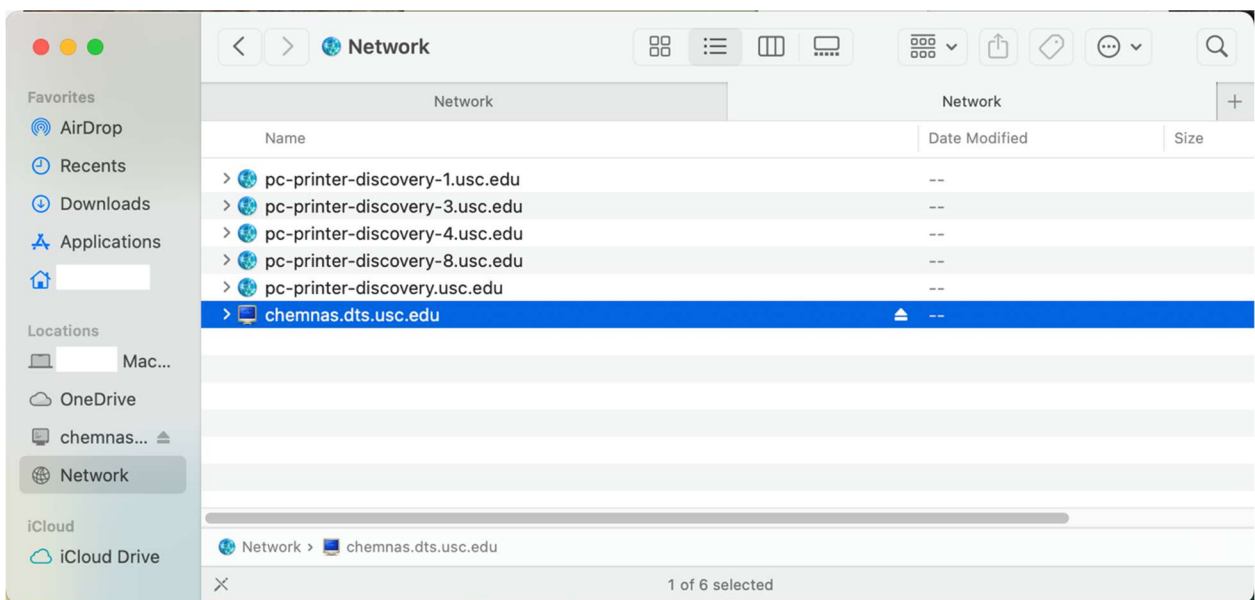 Network
Favorites
AirDrop
Recents
Downloads
Applications
Locations
Mac...
OneDrive
chemnas...
Network
iCloud
iCloud Drive
Network
Network
Name
Date Modified
Size
pc-printer-discovery-1.usc.edu
--
pc-printer-discovery-3.usc.edu
--
pc-printer-discovery-4.usc.edu
--
pc-printer-discovery-8.usc.edu
--
pc-printer-discovery.usc.edu
--
chemnas.dts.usc.edu
--
Network › chemnas.dts.usc.edu
1 of 6 selected